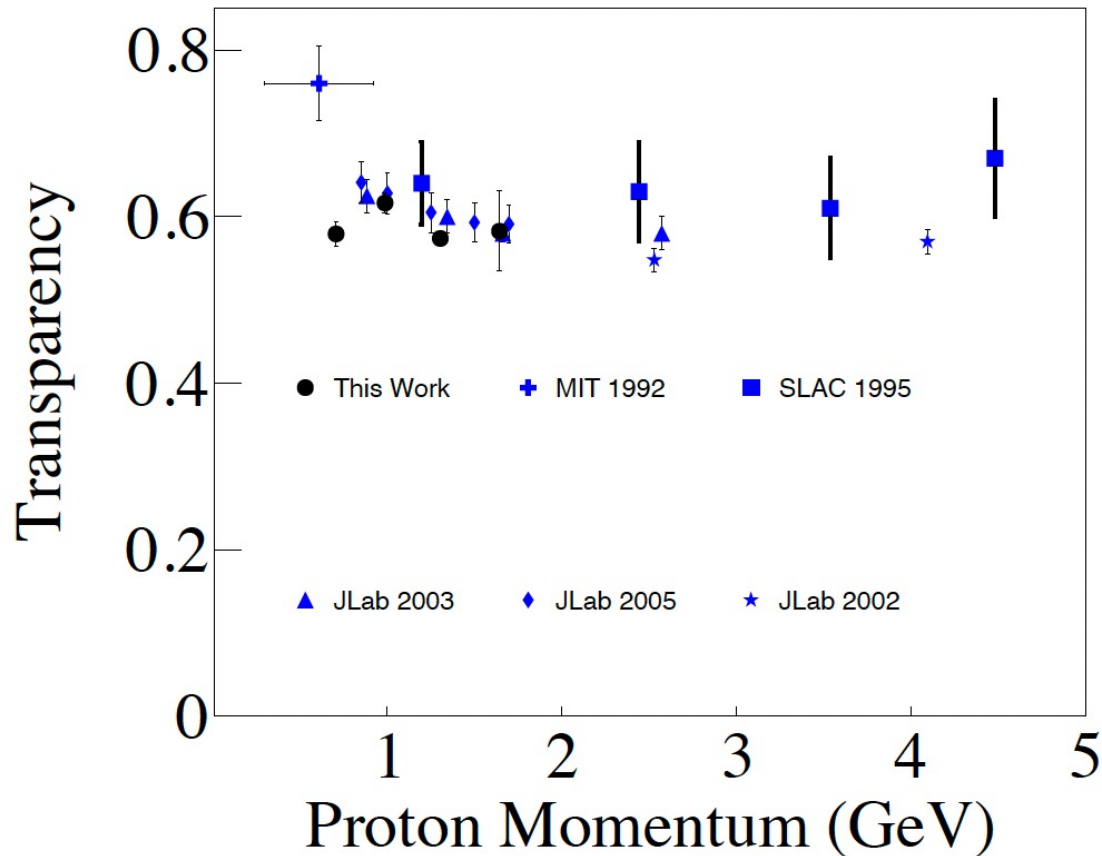 Transparency
0.8
0.6
0.4
0.2
0
This Work
MIT 1992
SLAC 1995
JLab 2003
JLab 2005
JLab 2002
1
2
3
4
5
Proton Momentum (GeV)